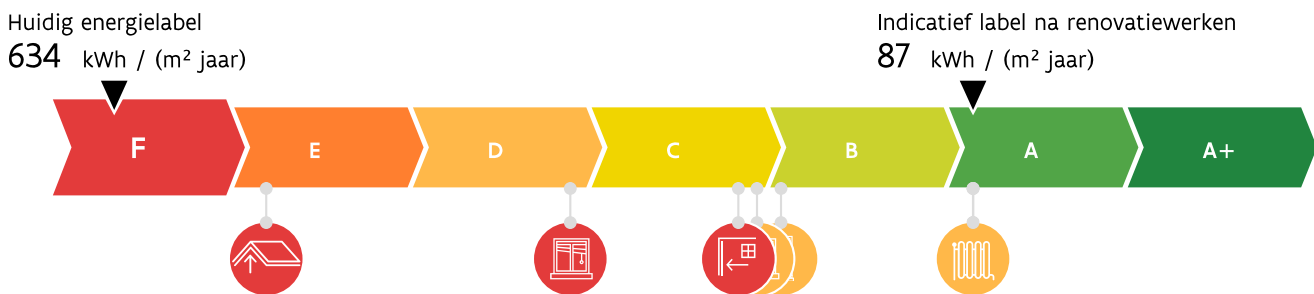 Huidig energielabel
634 kWh / (m² jaar)
Indicatief label na renovatiewerken
87 kWh / (m² jaar)
F E D C B A A+